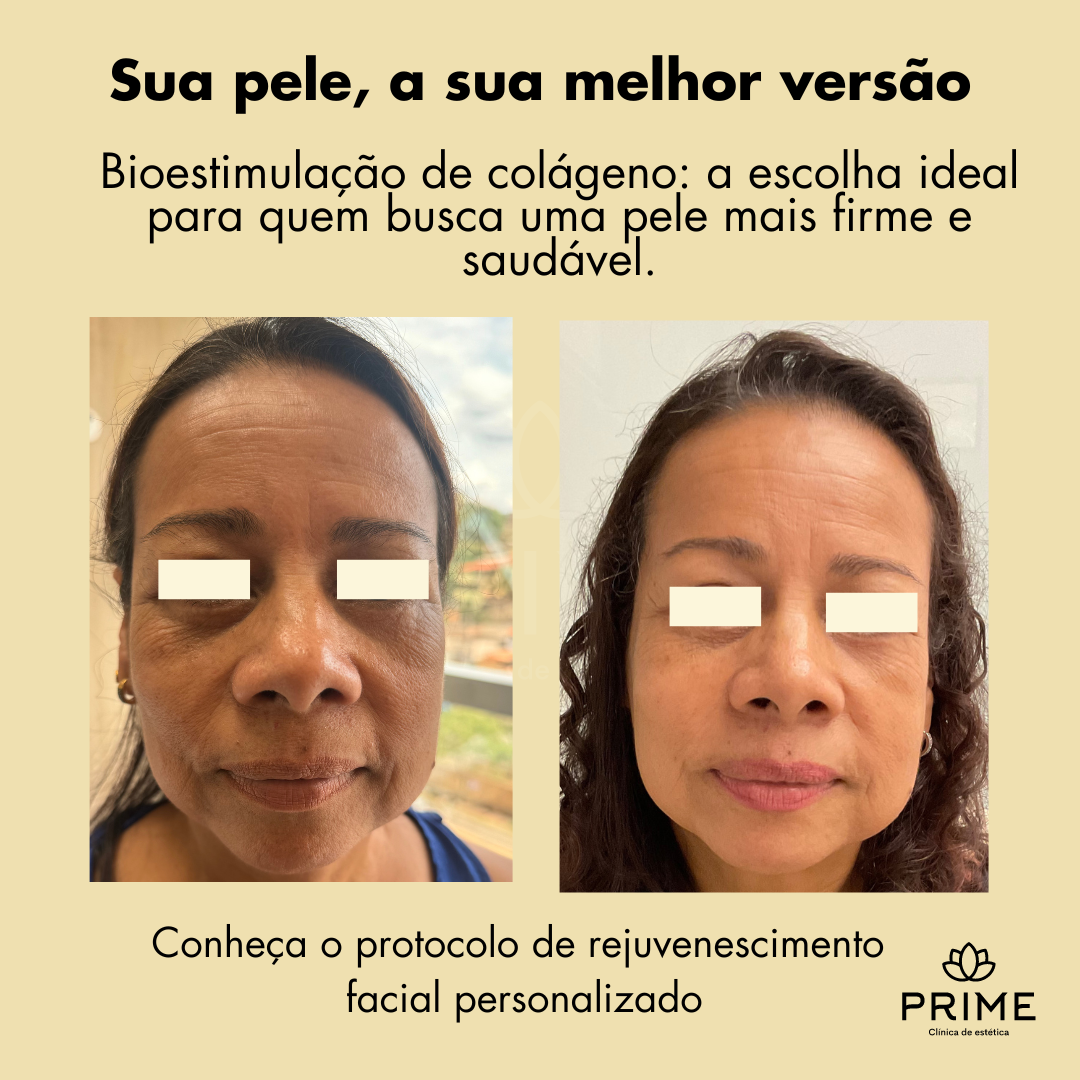 Sua pele, a sua melhor versão
Bioestimulação de colágeno: a escolha ideal
para quem busca uma pele mais firme e
saudável.
Conheça o protocolo de rejuvenescimento
facial personalizado
PRIME
Clínica de estética